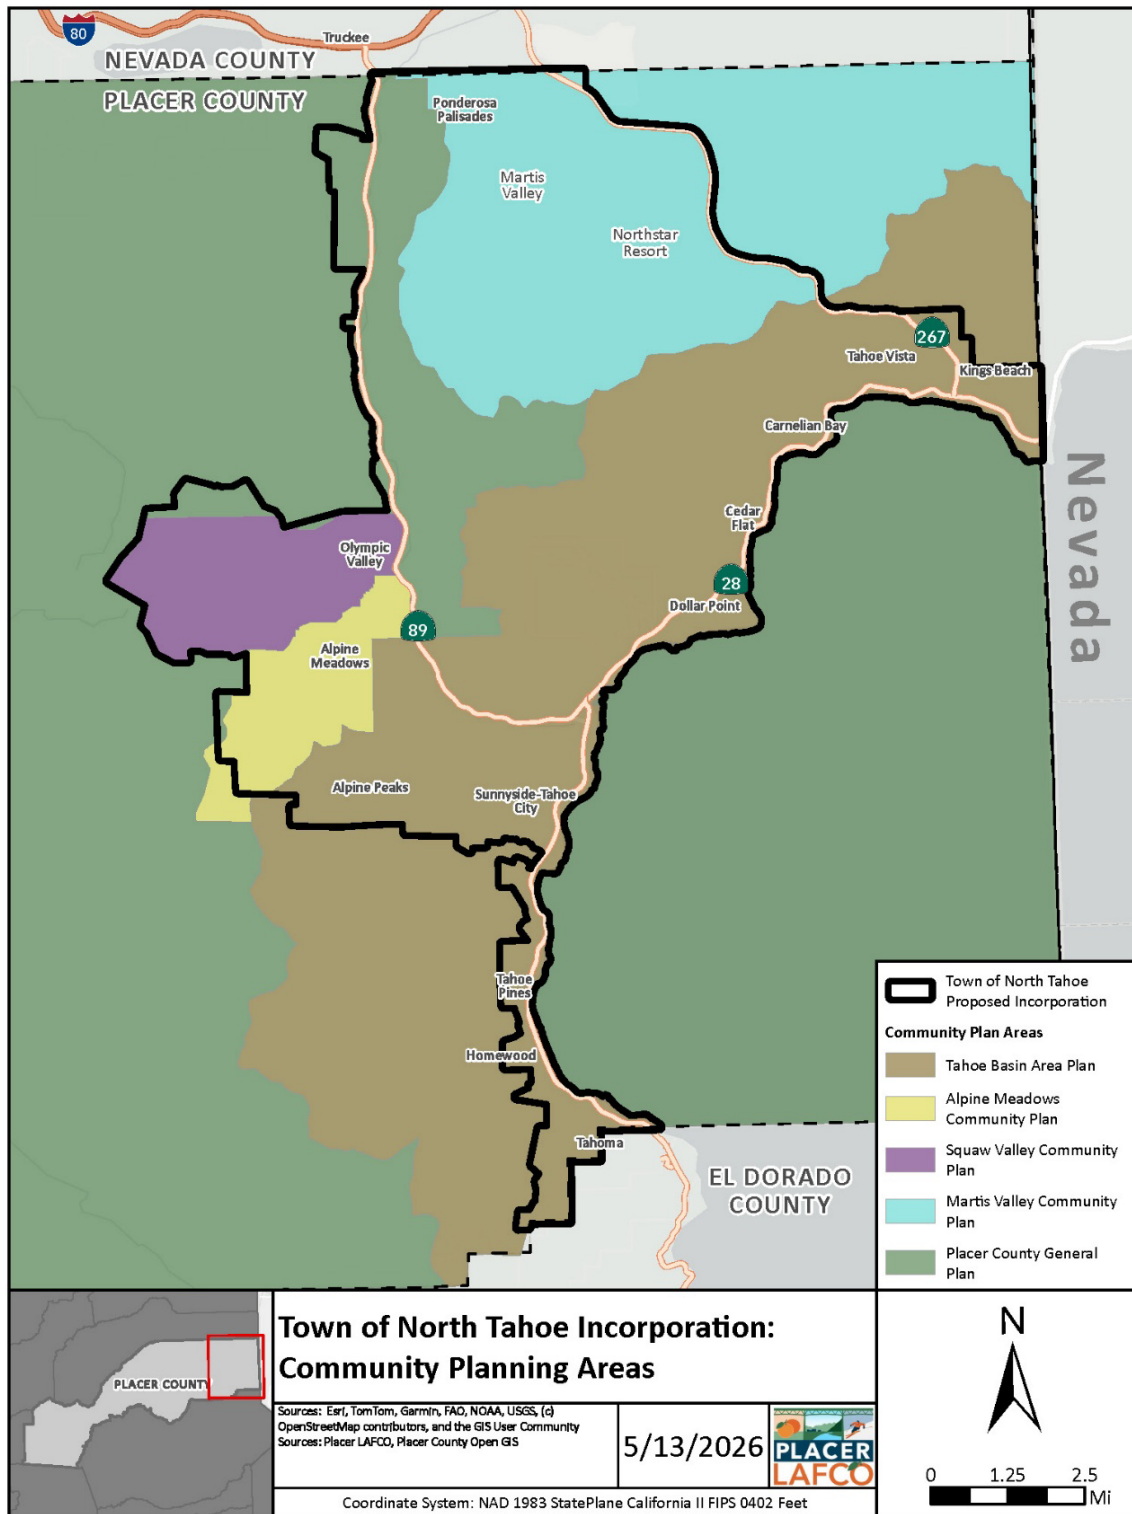 80
Truckee
NEVADA COUNTY
PLACER COUNTY
Ponderosa
Palisades
Martis
Valley
Northstar
Resort
267
Tahoe Vista
Kings Beach
Carnelian Bay
Nevada
Cedar
Flat
Olympic
Valley
28
Dollar Point
89
Alpine
Meadows
Alpine Peaks
Sunnyside-Tahoe
City
Tahoe
Pines
Homewood
Tahoma
EL DORADO
COUNTY
Town of North Tahoe
Proposed Incorporation
Community Plan Areas
Tahoe Basin Area Plan
Alpine Meadows
Community Plan
Squaw Valley Community
Plan
Martis Valley Community
Plan
Placer County General
Plan
PLACER COUNTY
Town of North Tahoe Incorporation:
Community Planning Areas
Sources: Esri, TomTom, Garmin, FAO, NOAA, USGS, (c)
OpenStreetMap contributors, and the GIS User Community
Sources: Placer LAFCO, Placer County Open GIS
5/13/2026
PLACER
LAFCO
Coordinate System: NAD 1983 StatePlane California II FIPS 0402 Feet
N
0 1.25 2.5
Mi